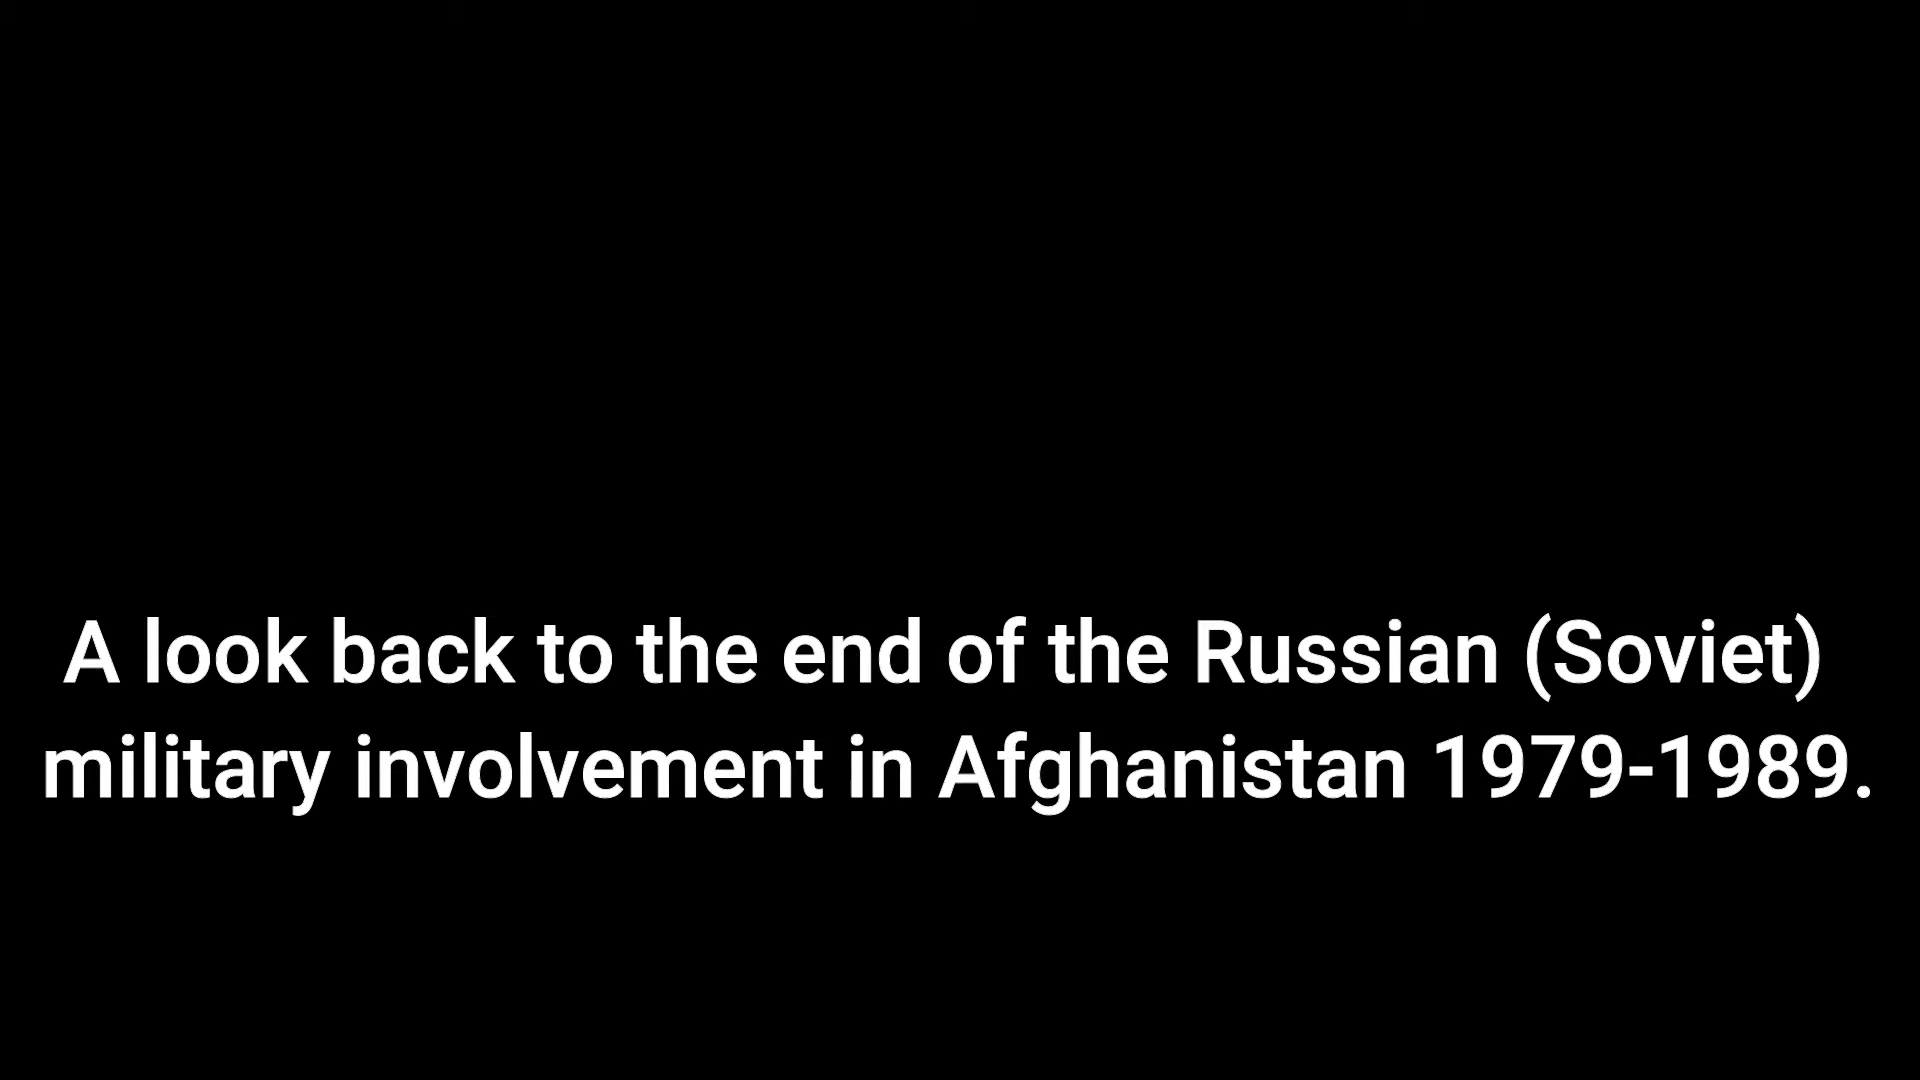 A look back to the end of the Russian (Soviet)
military involvement in Afghanistan 1979-1989.